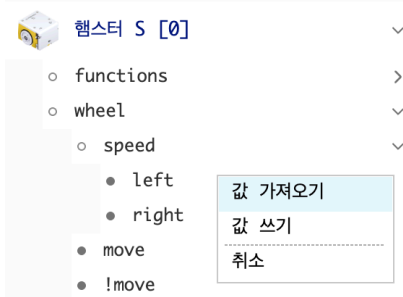 햄스터 S [0]
functions
wheel
speed
left
right
move
!move
값 가져오기
값 쓰기
취소